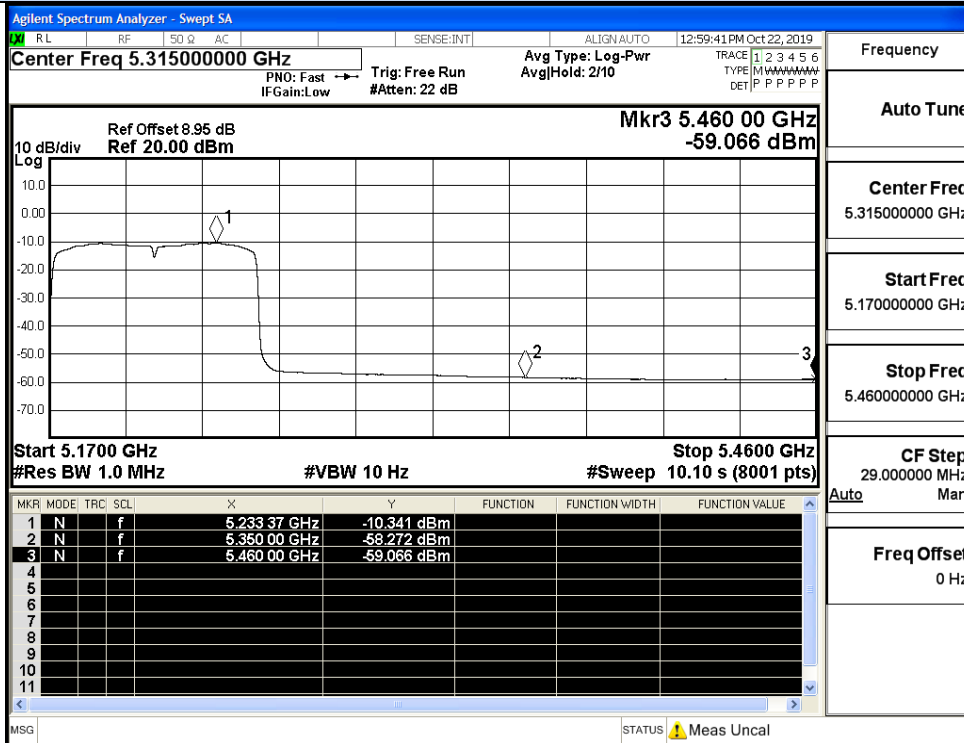 Agilent Spectrum Analyzer - Swept SA
LXI RL RF 50 Ω AC SENSE:INT ALIGN AUTO 12:59:41 PM Oct 22, 2019
Center Freq 5.315000000 GHz
PNO: Fast
IFGain:Low
Trig: Free Run
#Atten: 22 dB
Avg Type: Log-Pwr
Avg|Hold: 2/10
TRACE 1 2 3 4 5 6
TYPE M W W W W W
DET P P P P P P
Mkr3 5.460 00 GHz
-59.066 dBm
Ref Offset 8.95 dB
10 dB/div Ref 20.00 dBm
Log
10.0
0.00
-10.0
-20.0
-30.0
-40.0
-50.0
-60.0
-70.0
1
2
3
Start 5.1700 GHz Stop 5.4600 GHz
#Res BW 1.0 MHz #VBW 10 Hz #Sweep 10.10 s (8001 pts)
MKR MODE TRC SCL X Y FUNCTION FUNCTION WIDTH FUNCTION VALUE
1 N f 5.233 37 GHz -10.341 dBm
2 N f 5.350 00 GHz -58.272 dBm
3 N f 5.460 00 GHz -59.066 dBm
4
5
6
7
8
9
10
11
MSG STATUS Meas Uncal
Frequency
Auto Tune
Center Freq
5.315000000 GHz
Start Freq
5.170000000 GHz
Stop Freq
5.460000000 GHz
CF Step
29.000000 MHz
Auto Man
Freq Offset
0 Hz